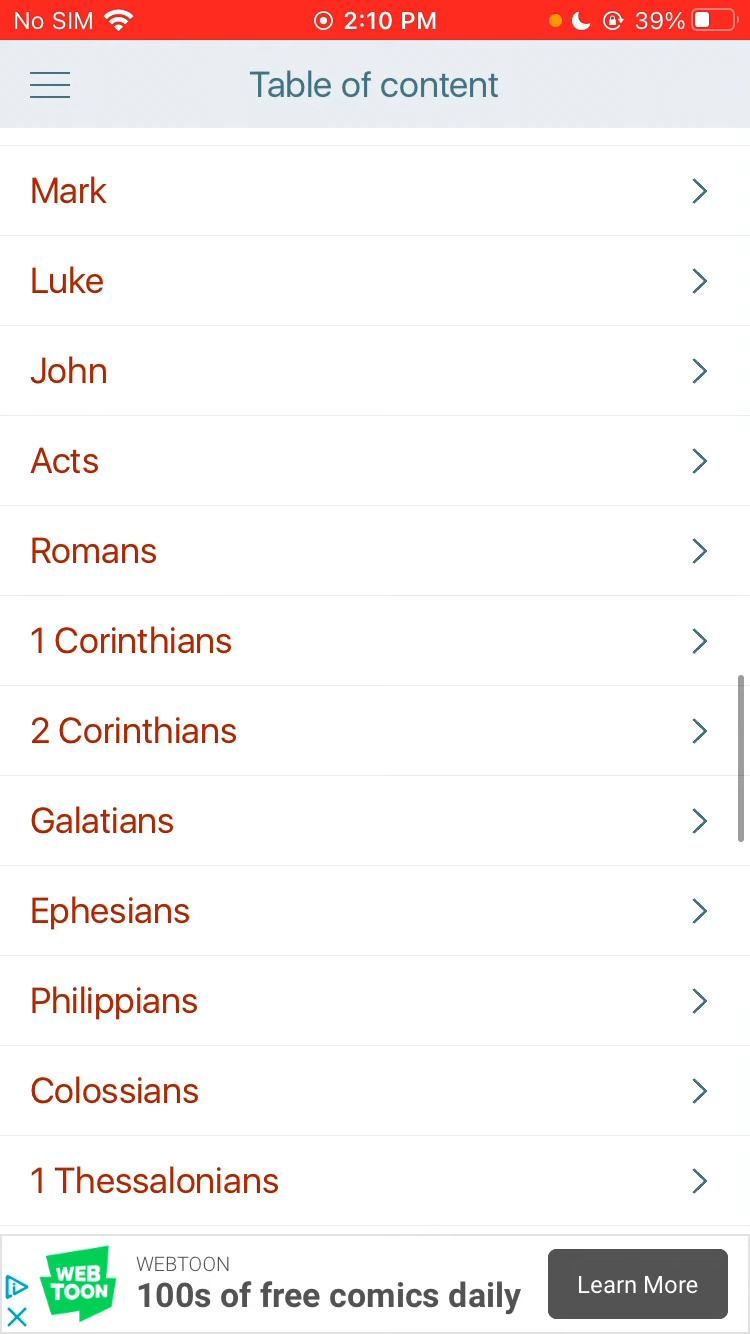 No SIM 2:10 PM 39%
Table of content
Mark
Luke
John
Acts
Romans
1 Corinthians
2 Corinthians
Galatians
Ephesians
Philippians
Colossians
1 Thessalonians
WEB
TOON
WEBTOON
100s of free comics daily
Learn More